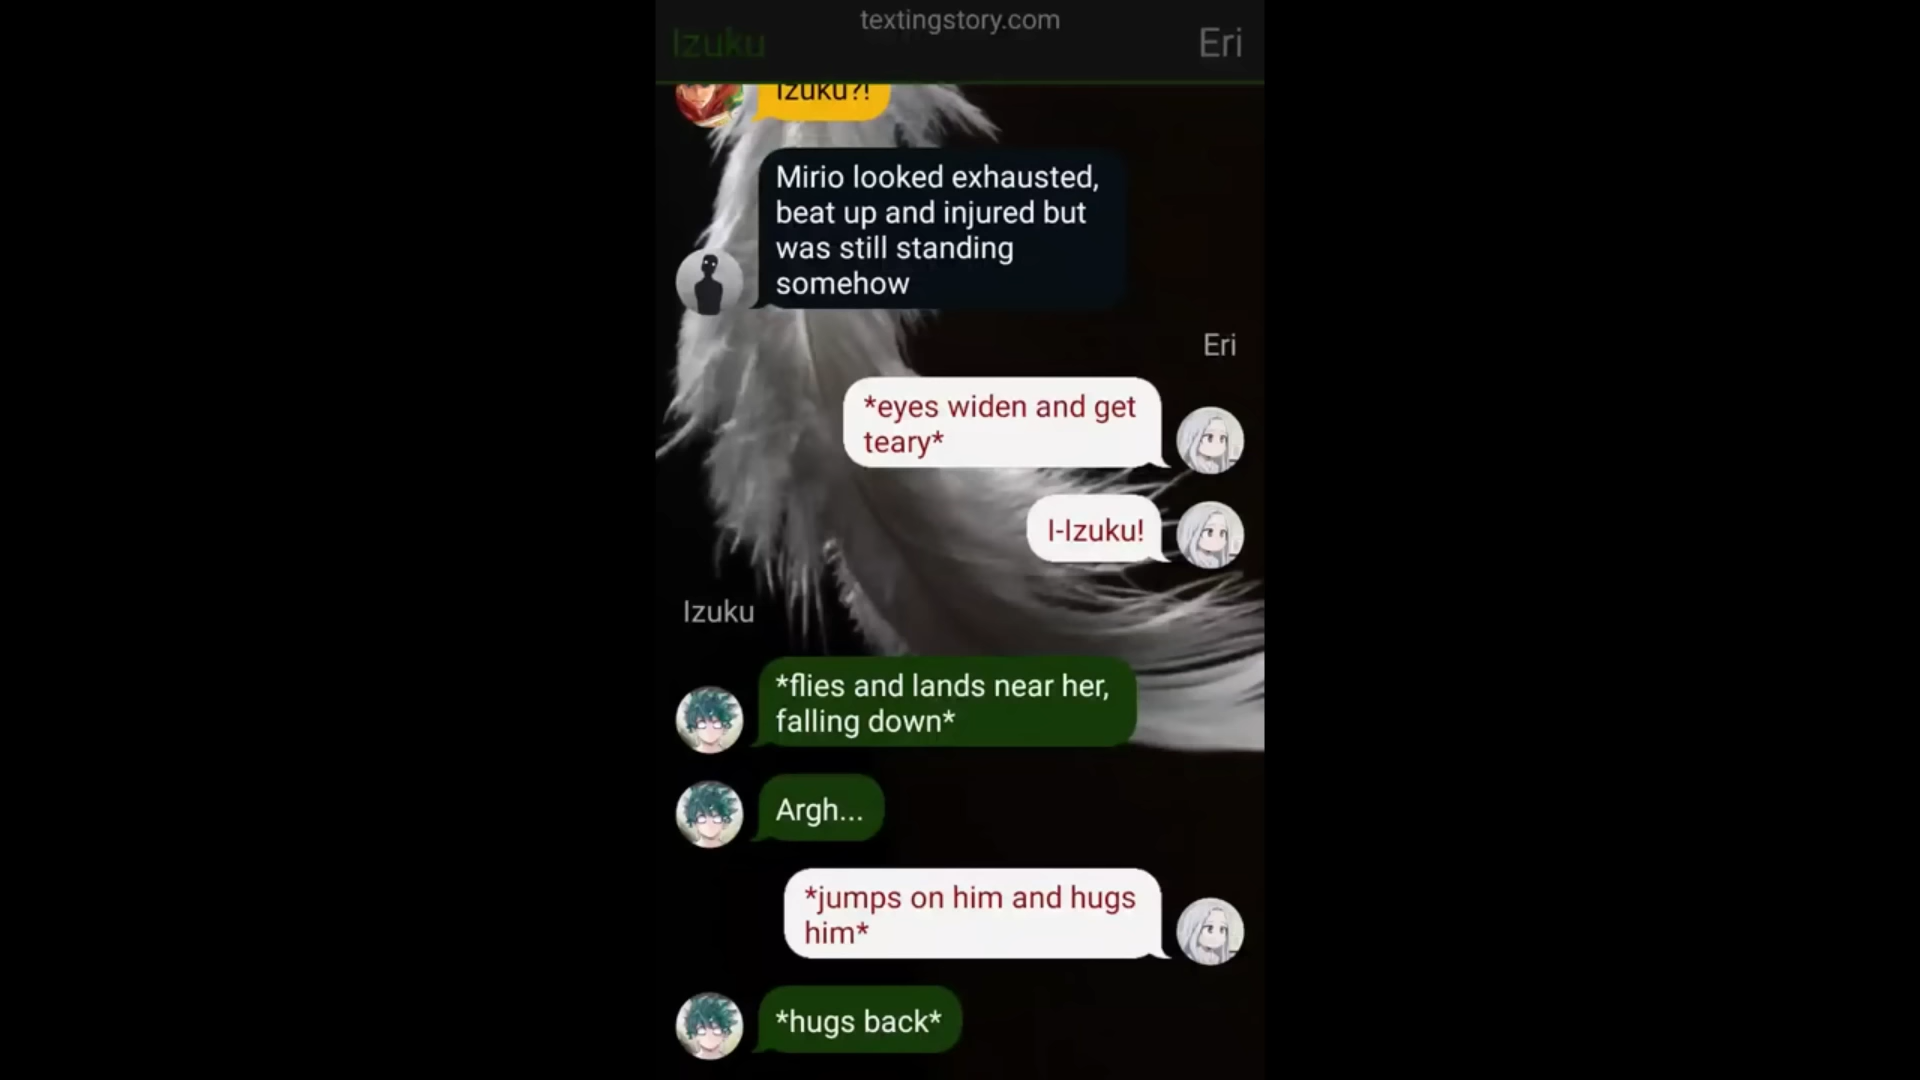 textingstory.com
Izuku
Eri
Izuku?!
Mirio looked exhausted,
beat up and injured but
was still standing
somehow
Eri
*eyes widen and get
teary*
I-Izuku!
Izuku
*flies and lands near her,
falling down*
Argh...
*jumps on him and hugs
him*
*hugs back*